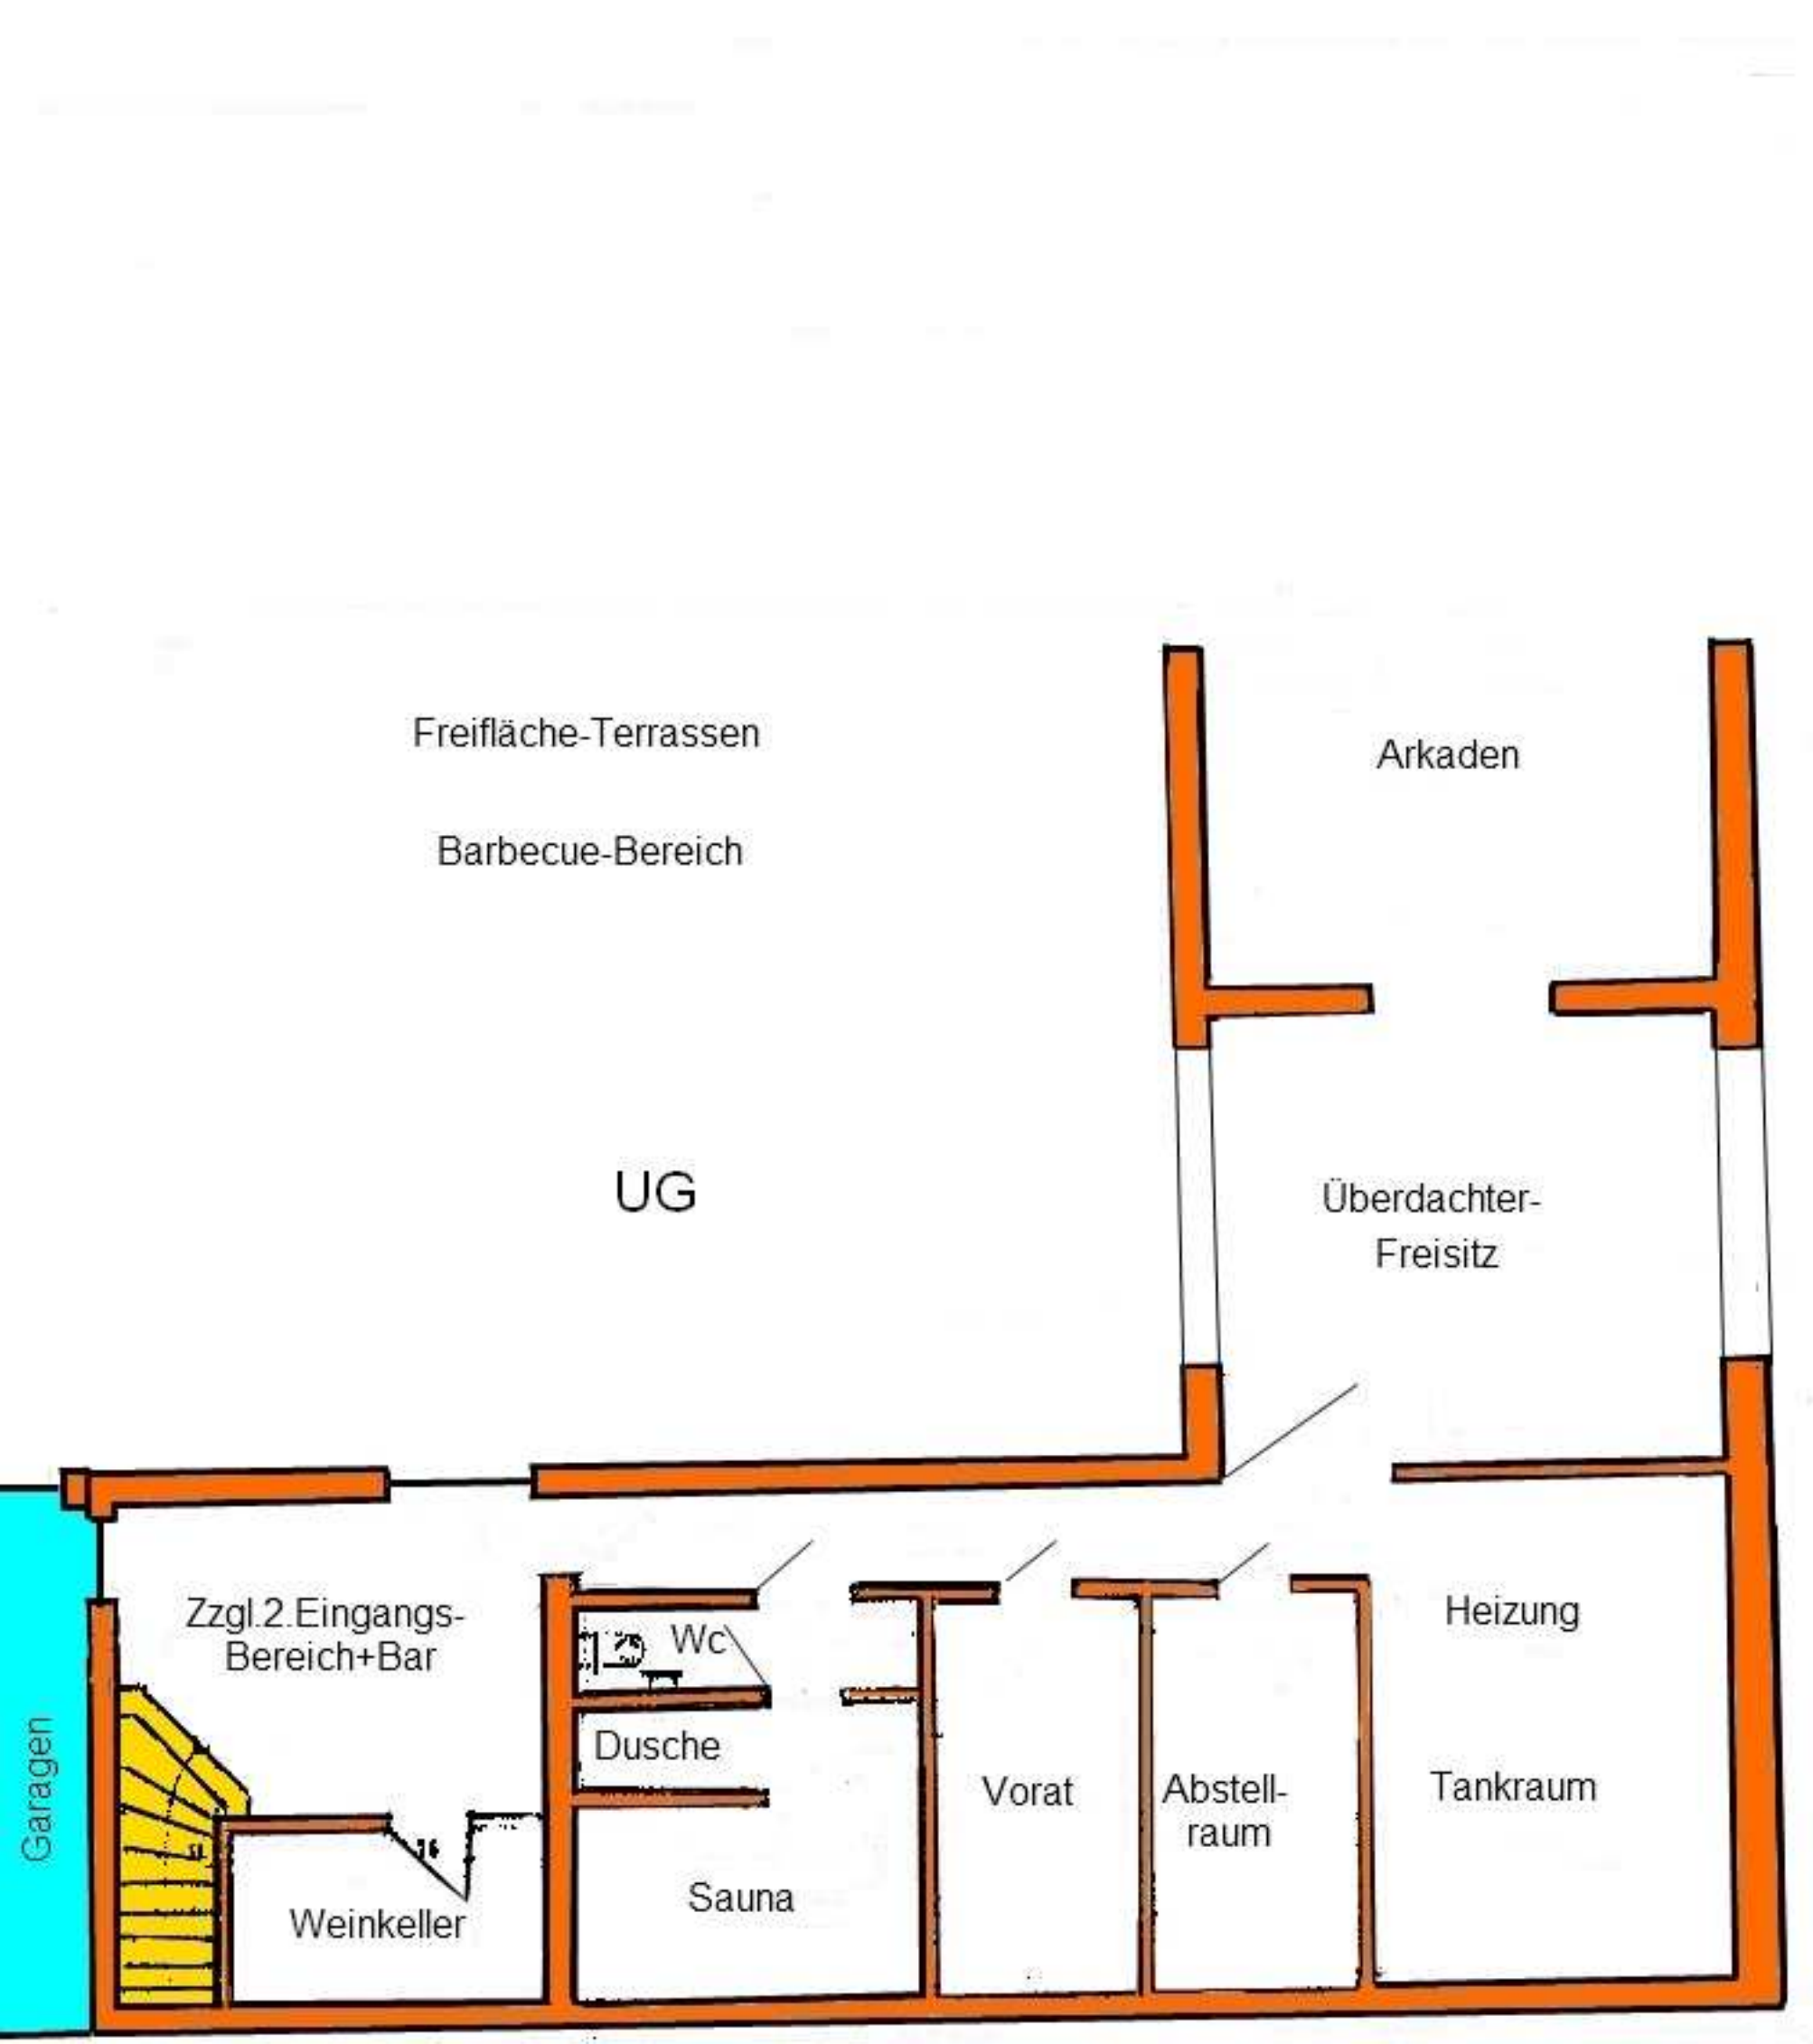 Freifläche-Terrassen
Arkaden
Barbecue-Bereich
UG
Überdachter-
Freisitz
Zzgl.2.Eingangs-
Bereich+Bar
Wc
Heizung
Garagen
Dusche
Vorat
Abstell-
raum
Tankraum
Sauna
Weinkeller